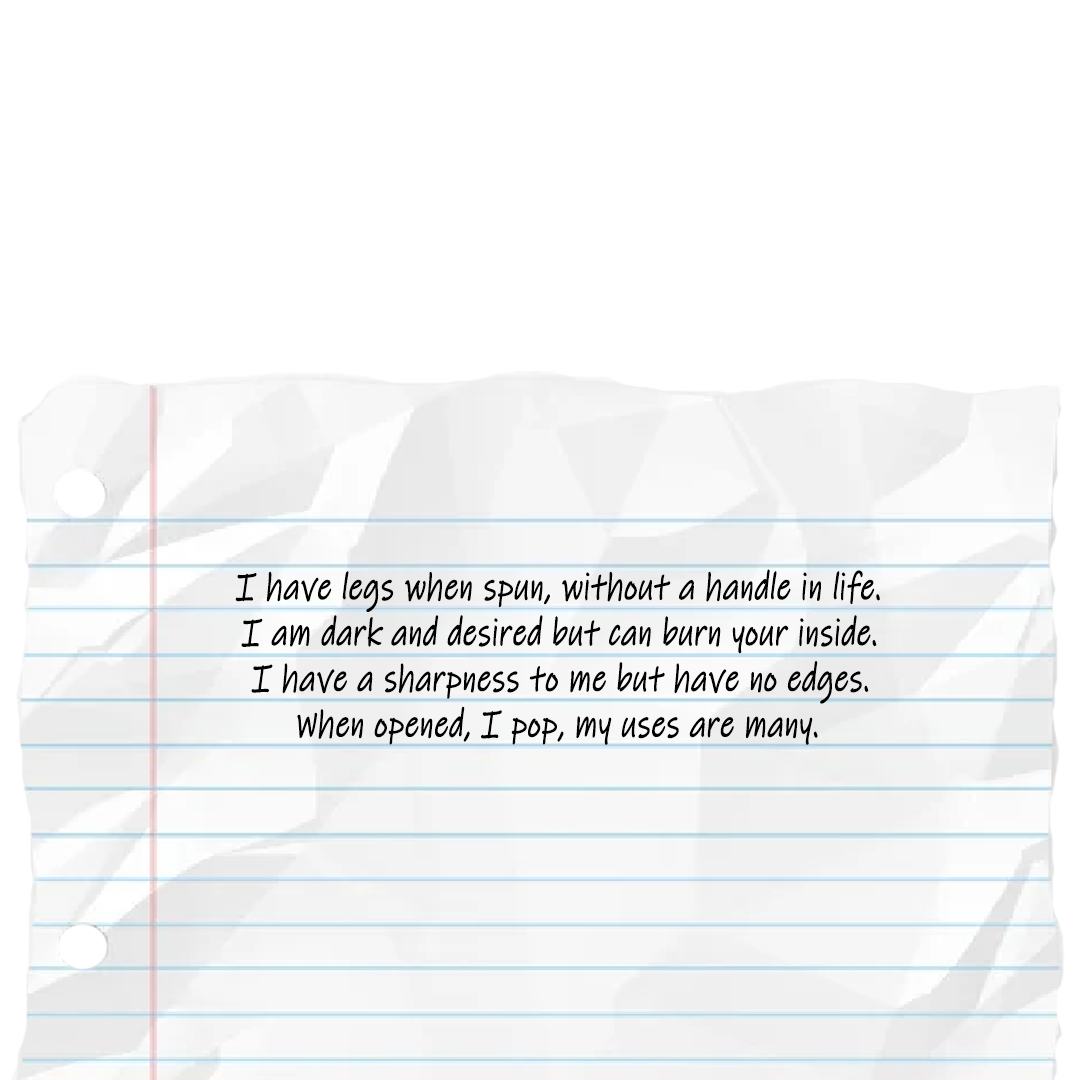 I have legs when spun, without a handle in life.
I am dark and desired but can burn your inside.
I have a sharpness to me but have no edges.
When opened, I pop, my uses are many.